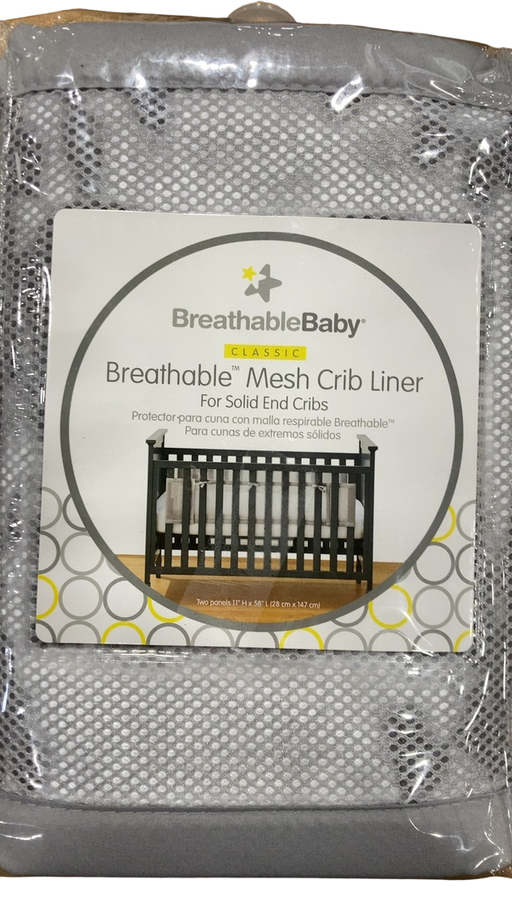 BreathableBaby®
CLASSIC
Breathable™ Mesh Crib Liner
For Solid End Cribs
Protector para cuna con malla respirable Breathable™
Para cunas de extremos sólidos
Two panels 11" H x 58" L (28 cm x 147 cm)